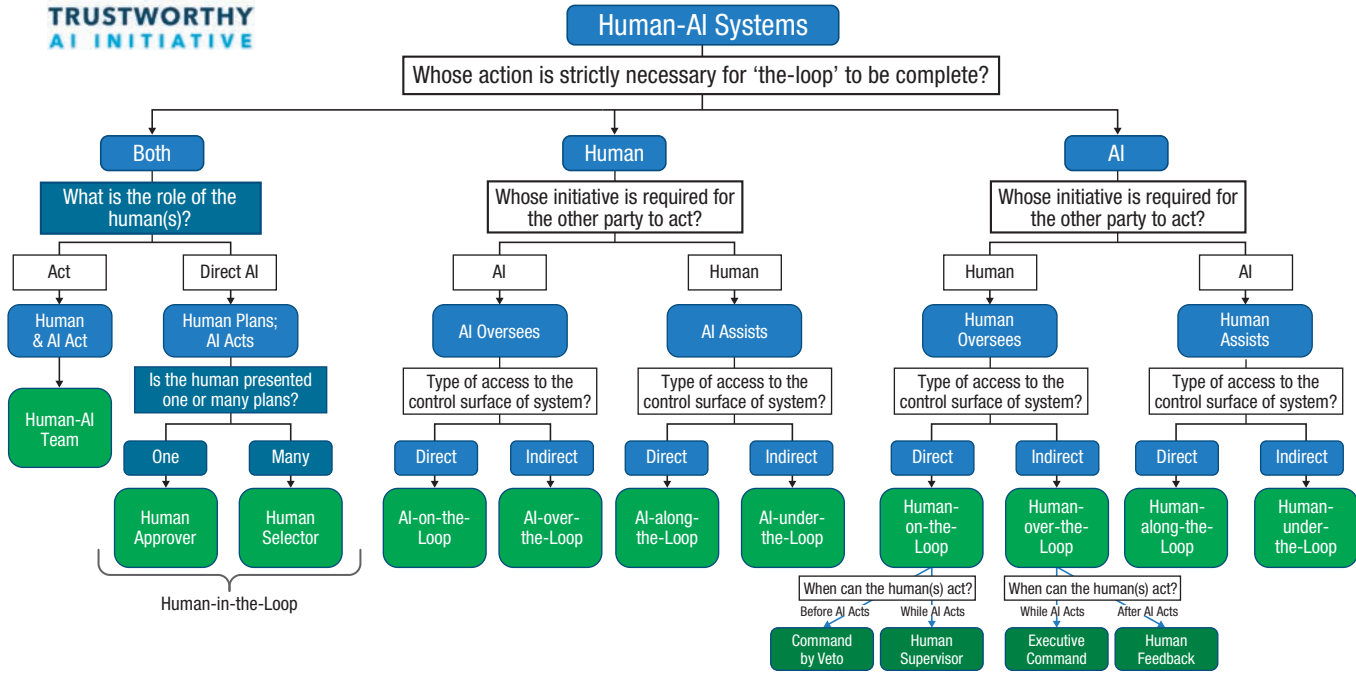 TRUSTWORTHY
AI INITIATIVE
Human-AI Systems
Whose action is strictly necessary for ‘the-loop’ to be complete?
Both
Human
AI
What is the role of the
human(s)?
Whose initiative is required for
the other party to act?
Whose initiative is required for
the other party to act?
Act
Direct AI
AI
Human
Human
AI
Human
& AI Act
Human Plans;
AI Acts
AI Oversees
AI Assists
Human
Oversees
Human
Assists
Is the human presented
one or many plans?
Type of access to the
control surface of system?
Type of access to the
control surface of system?
Type of access to the
control surface of system?
Type of access to the
control surface of system?
Human-AI
Team
One
Many
Direct
Indirect
Direct
Indirect
Direct
Indirect
Direct
Indirect
Human
Approver
Human
Selector
AI-on-the-
Loop
AI-over-
the-Loop
AI-along-
the-Loop
AI-under-
the-Loop
Human-
on-the-
Loop
Human-
over-the-
Loop
Human-
along-the-
Loop
Human-
under-
the-Loop
Human-in-the-Loop
When can the human(s) act?
When can the human(s) act?
Before AI Acts
While AI Acts
While AI Acts
After AI Acts
Command
by Veto
Human
Supervisor
Executive
Command
Human
Feedback